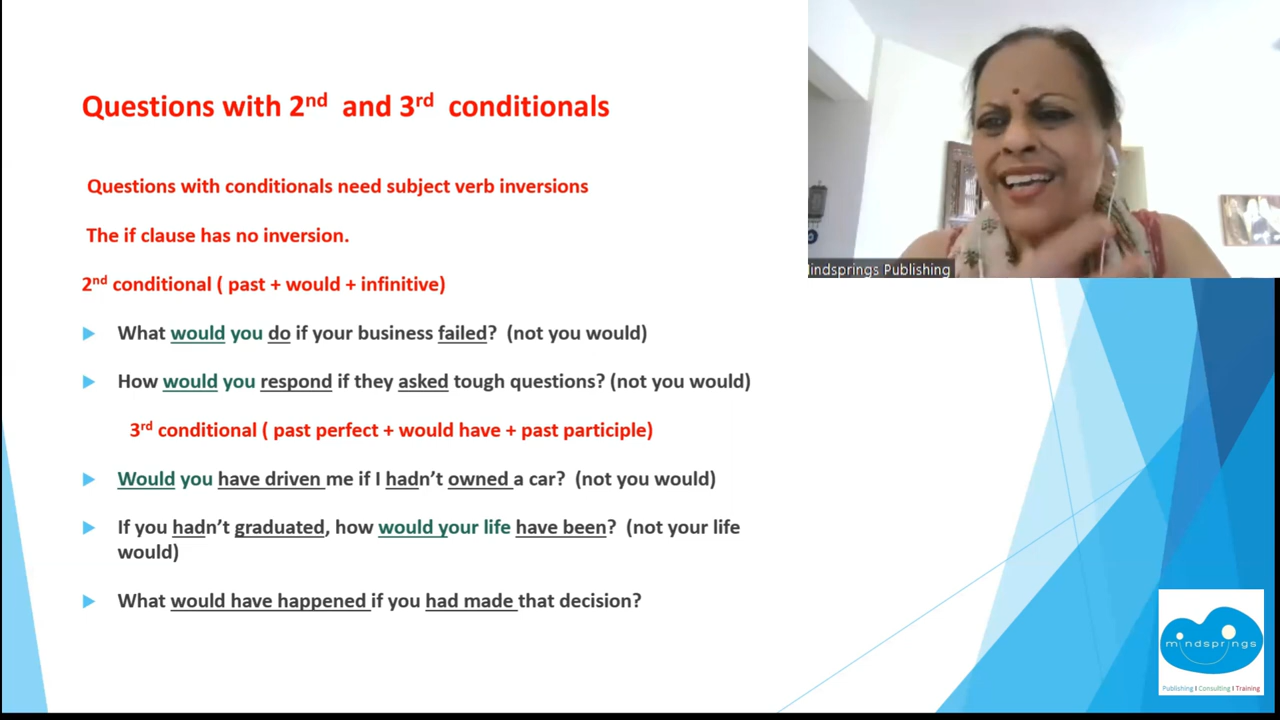 Questions with 2nd and 3rd conditionals
Questions with conditionals need subject verb inversions
The if clause has no inversion.
2nd conditional ( past + would + infinitive)
What would you do if your business failed? (not you would)
How would you respond if they asked tough questions? (not you would)
3rd conditional ( past perfect + would have + past participle)
Would you have driven me if I hadn't owned a car? (not you would)
If you hadn't graduated, how would your life have been? (not your life
would)
What would have happened if you had made that decision?
indsprings Publishing
mindsprings
Publishing I Consulting I Training